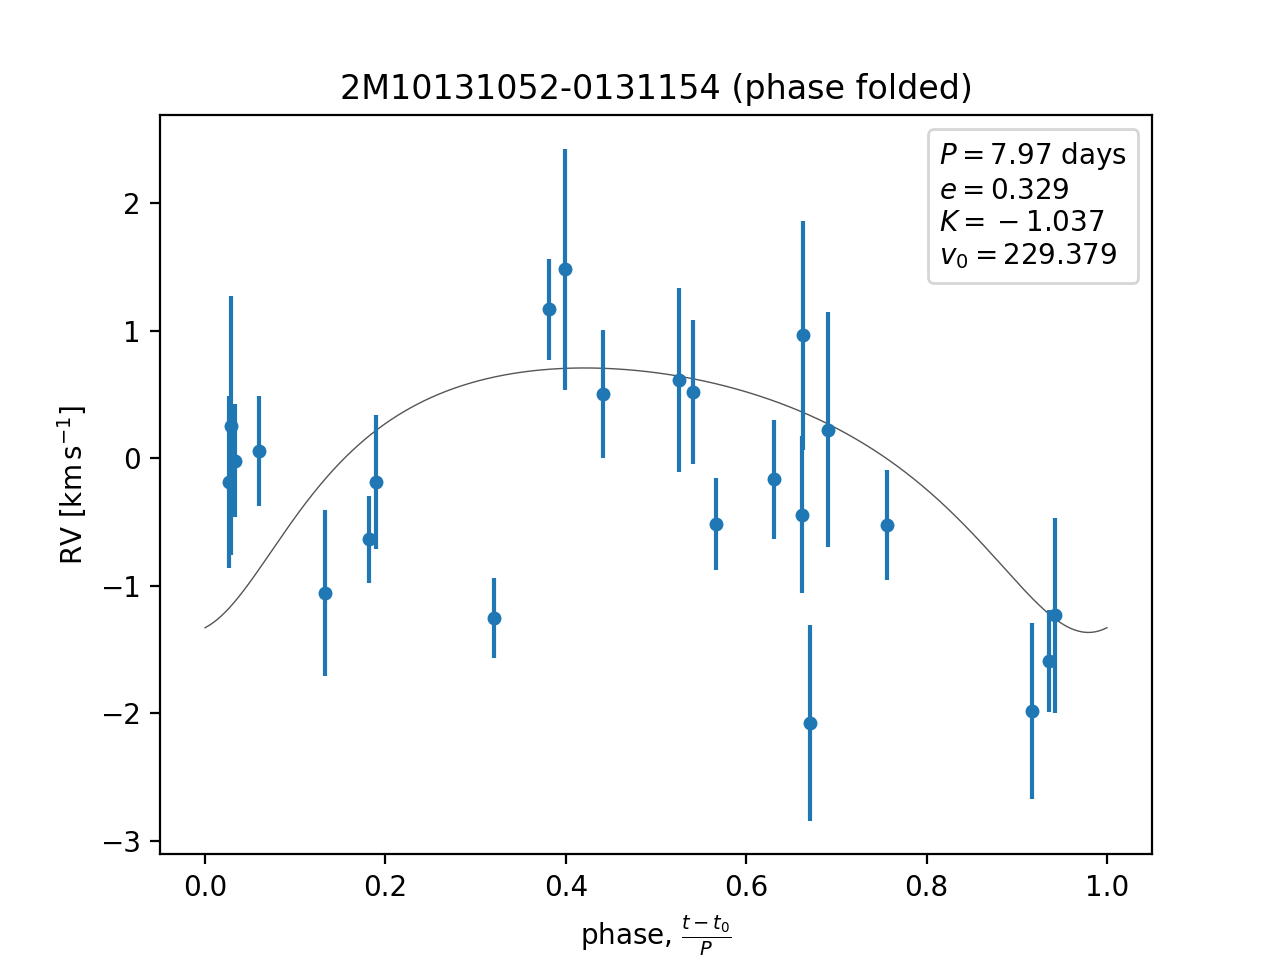 2M10131052-0131154 (phase folded)
P = 7.97 days
e = 0.329
K = −1.037
v₀ = 229.379
RV [km s⁻¹]
2
1
0
−1
−2
−3
0.0 0.2 0.4 0.6 0.8 1.0
phase, (t − t₀)/P